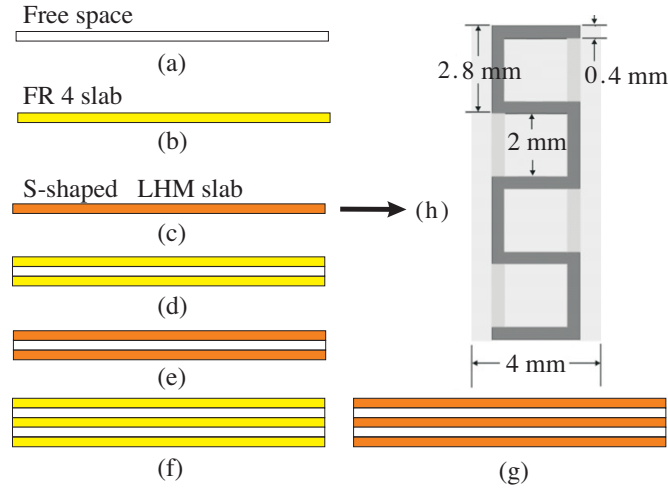 Free space
(a)
FR 4 slab
(b)
S-shaped LHM slab
(c)
(d)
(e)
(f)
(h)
2.8 mm
0.4 mm
2 mm
4 mm
(g)